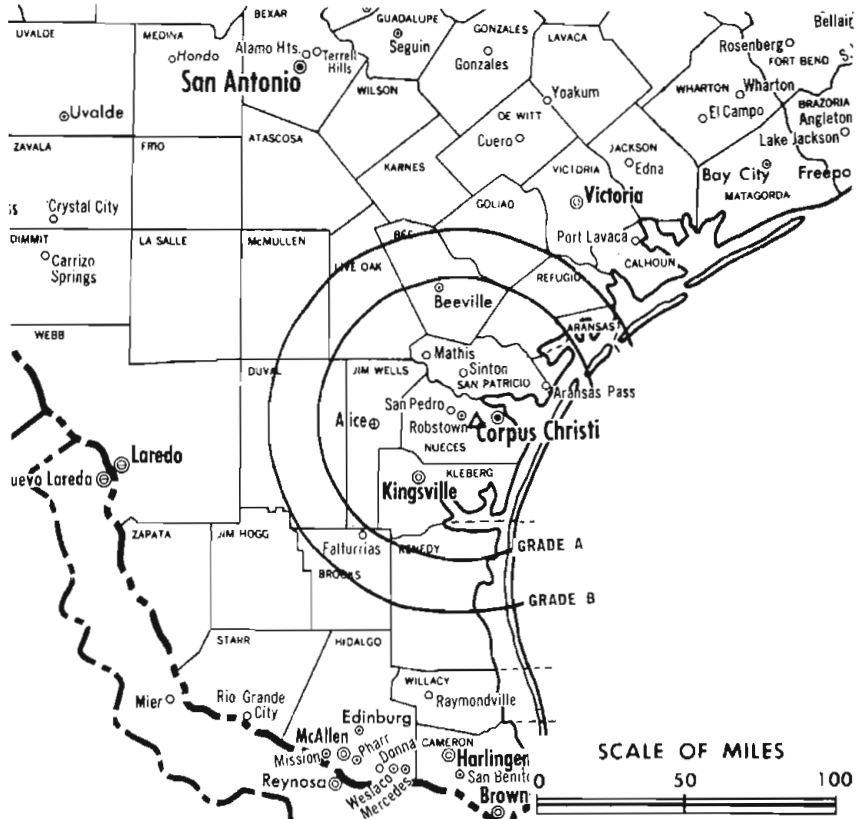 BEXAR
GUADALUPE
UVALDE
MEDINA
GONZALES
LAVACA
Bellair
Hondo
Alamo Hts.
Terrell
Hills
Seguin
Gonzales
Rosenberg
FORT BEND
San Antonio
WILSON
Yoakum
WHARTON
Wharton
El Campo
BRAZORIA
Angleton
Uvalde
DE WITT
Lake Jackson
ZAVALA
FRIO
ATASCOSA
Cuero
JACKSON
Edna
KARNES
VICTORIA
Bay City
Freepo
MATAGORDA
Crystal City
GOLIAD
Victoria
DIMMIT
LA SALLE
McMULLEN
BEE
Port Lavaca
Carrizo
Springs
LIVE OAK
CALHOUN
REFUGIO
Beeville
WEBB
ARANSAS
Mathis
DUVAL
JIM WELLS
Sinton
SAN PATRICIO
Aransas Pass
San Pedro
Alice
Robstown
Corpus Christi
NUECES
Laredo
KLEBERG
uevo Laredo
Kingsville
ZAPATA
JIM HOGG
Falfurrias
KENEDY
GRADE A
BROOKS
GRADE B
STARR
HIDALGO
WILLACY
Mier
Rio Grande
City
Raymondville
Edinburg
McAllen
CAMERON
Mission
Pharr
Donna
Harlingen
SCALE OF MILES
Reynosa
Weslaco
Mercedes
San Benito
0 50 100
Brown